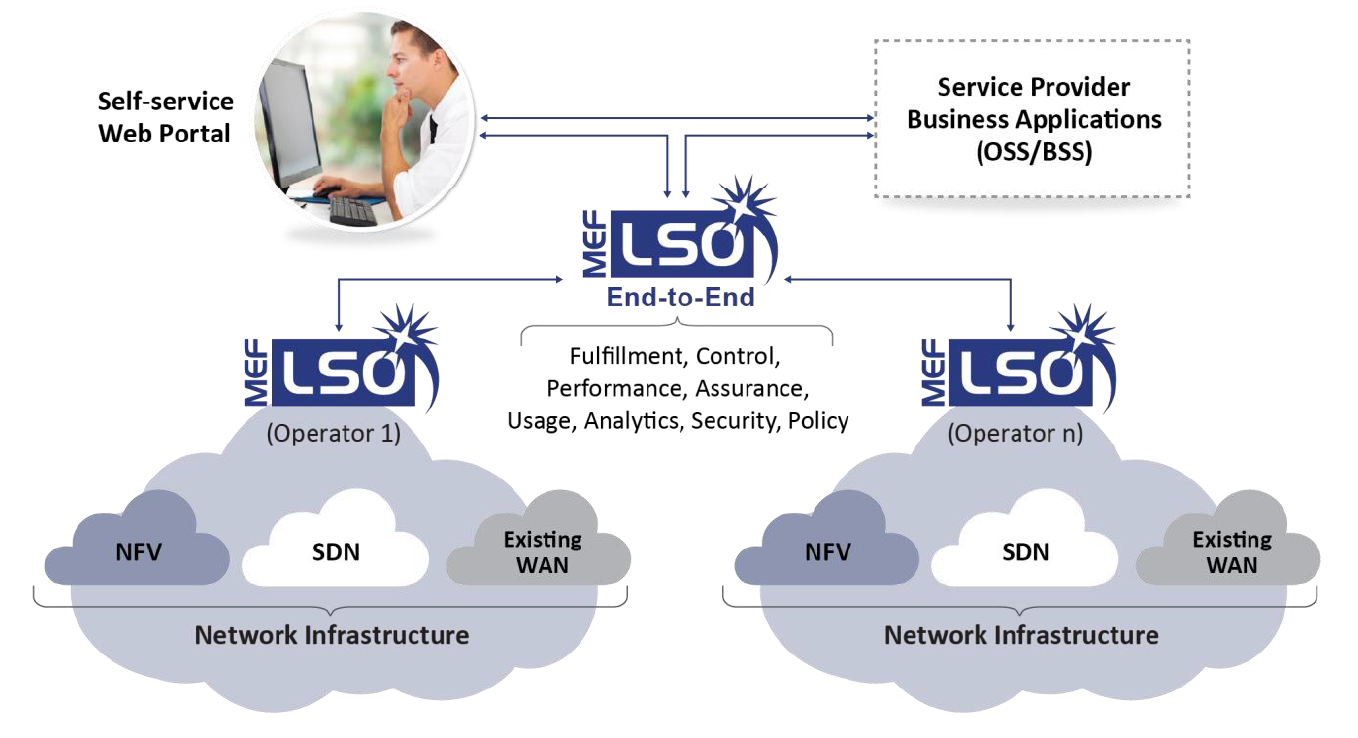 Self-service
Web Portal
Service Provider
Business Applications
(OSS/BSS)
MEF
LSO
End-to-End
Fulfillment, Control,
Performance, Assurance,
Usage, Analytics, Security, Policy
MEF
LSO
(Operator 1)
NFV
SDN
Existing
WAN
Network Infrastructure
MEF
LSO
(Operator n)
NFV
SDN
Existing
WAN
Network Infrastructure